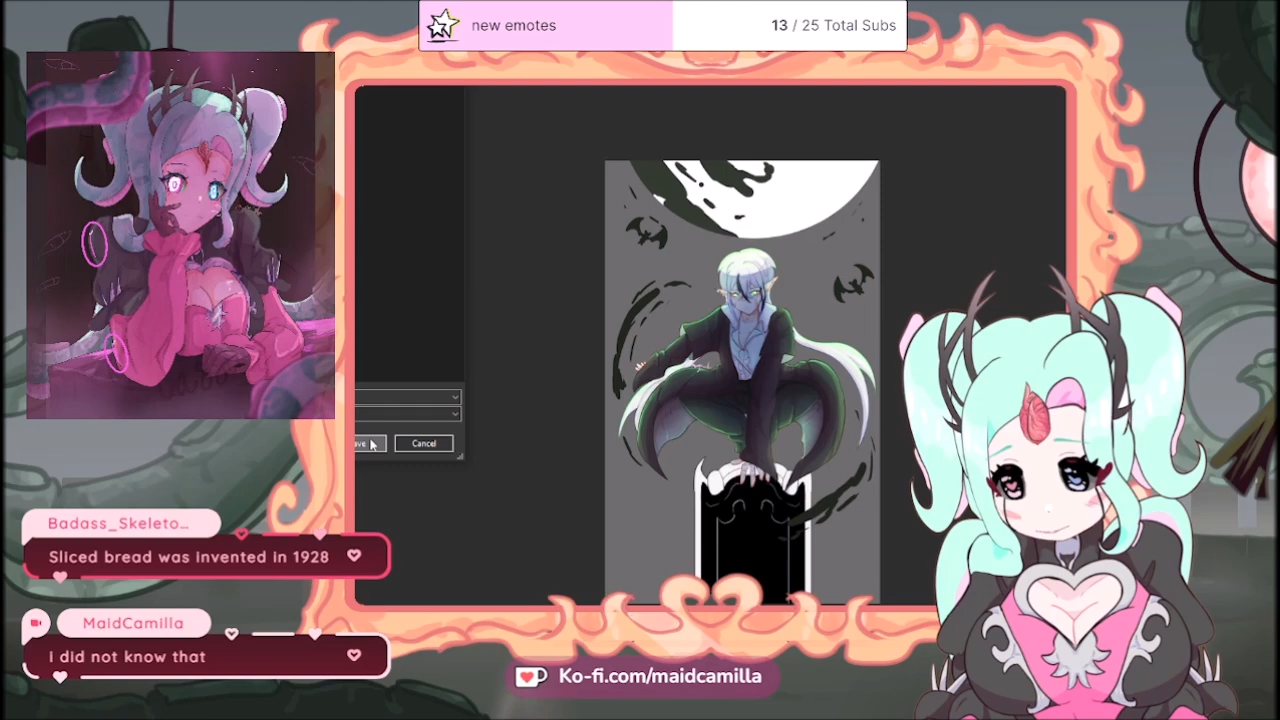 new emotes
13 / 25 Total Subs
Cancel
Badass_Skeleto...
Sliced bread was invented in 1928
MaidCamilla
i did not know that
Ko-fi.com/maidcamilla